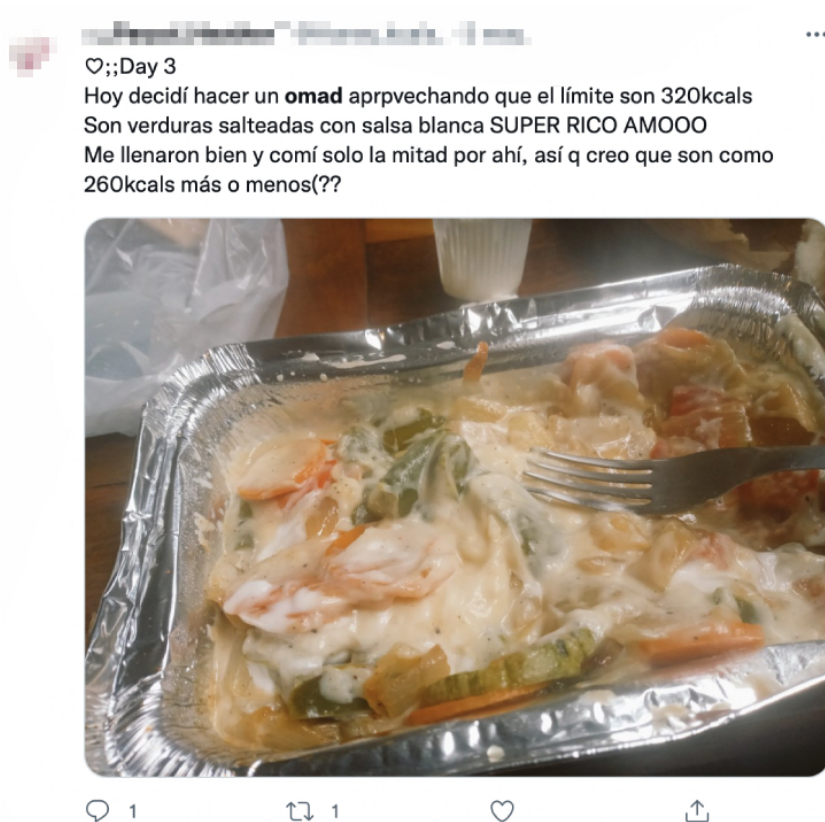 ♡;;Day 3
Hoy decidí hacer un omad aprpvechando que el límite son 320kcals
Son verduras salteadas con salsa blanca SUPER RICO AMOOO
Me llenaron bien y comí solo la mitad por ahí, así q creo que son como
260kcals más o menos(??
1
1